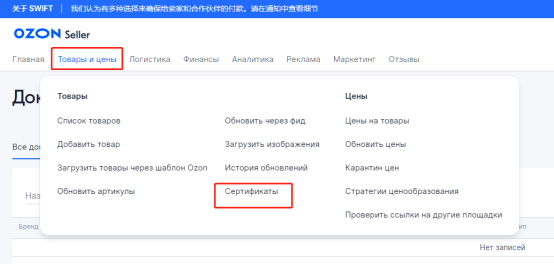 关于 SWIFT | 我们认为有多种选择来确保给卖家和合作伙伴的付款。请在通知中查看细节
OZON Seller
Главная Товары и цены Логистика Финансы Аналитика Реклама Маркетинг Отзывы
Док
Товары
Список товаров
Добавить товар
Загрузить товары через шаблон Ozon
Обновить артикулы
Обновить через фид
Загрузить изображения
История обновлений
Сертификаты
Цены
Цены на товары
Обновить цены
Карантин цен
Стратегии ценообразования
Проверить ссылки на другие площадки
Все до
Наз
Бренд
Нет записей